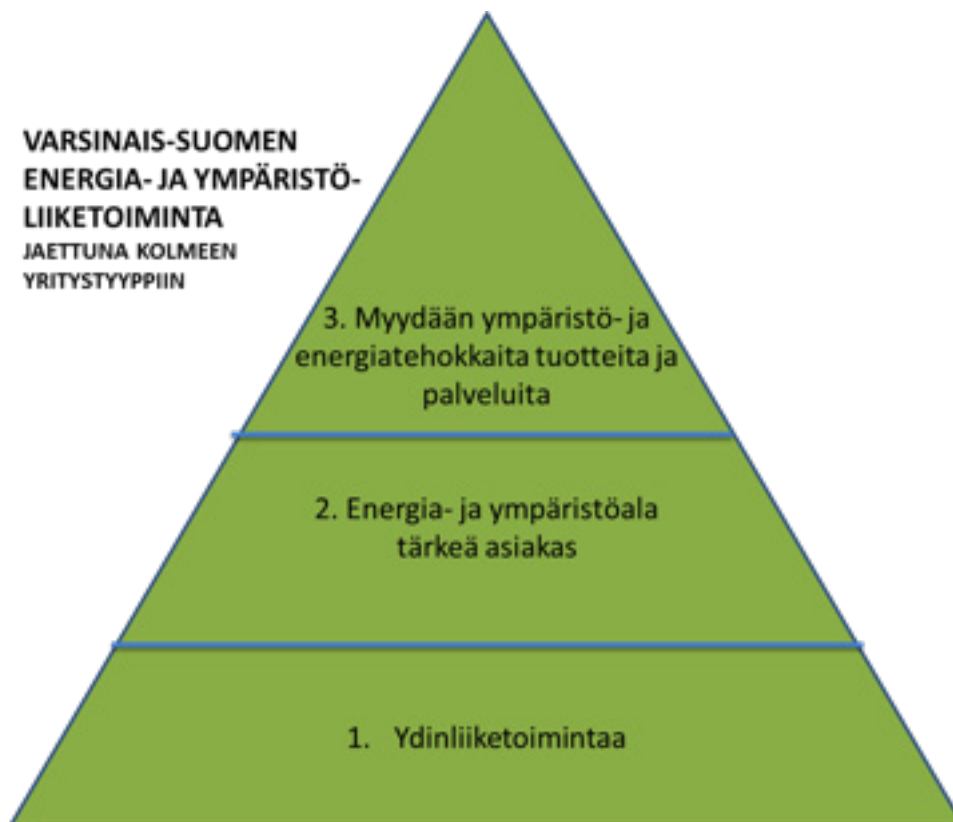 VARSINAIS-SUOMEN
ENERGIA- JA YMPÄRISTÖ-
LIIKETOIMINTA
JAETTUNA KOLMEEN
YRITYSTYYPPIIN
3. Myydään ympäristö- ja
energiatehokkaita tuotteita ja
palveluita
2. Energia- ja ympäristöala
tärkeä asiakas
1. Ydinliiketoimintaa